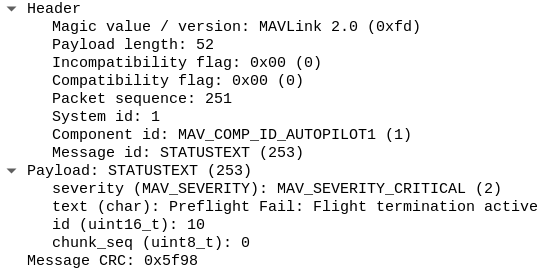 Header
Magic value / version: MAVLink 2.0 (0xfd)
Payload length: 52
Incompatibility flag: 0x00 (0)
Compatibility flag: 0x00 (0)
Packet sequence: 251
System id: 1
Component id: MAV_COMP_ID_AUTOPILOT1 (1)
Message id: STATUSTEXT (253)
Payload: STATUSTEXT (253)
severity (MAV_SEVERITY): MAV_SEVERITY_CRITICAL (2)
text (char): Preflight Fail: Flight termination active
id (uint16_t): 10
chunk_seq (uint8_t): 0
Message CRC: 0x5f98